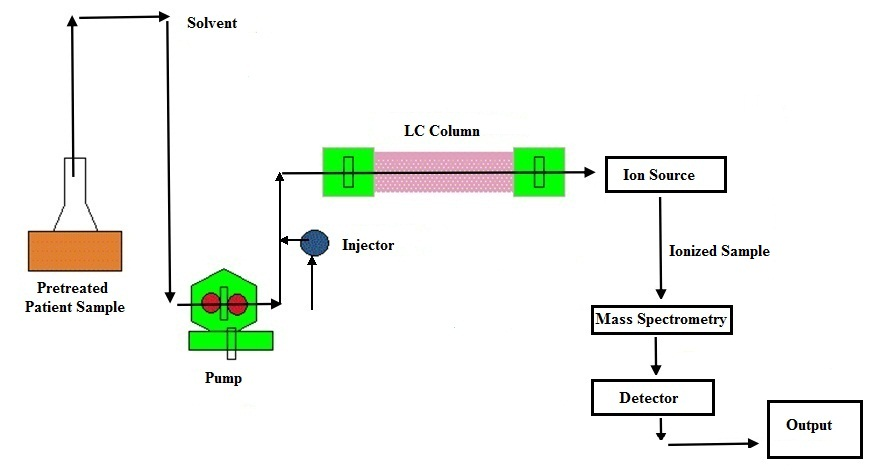 Solvent
LC Column
Ion Source
Injector
Ionized Sample
Pretreated
Patient Sample
Mass Spectrometry
Pump
Detector
Output